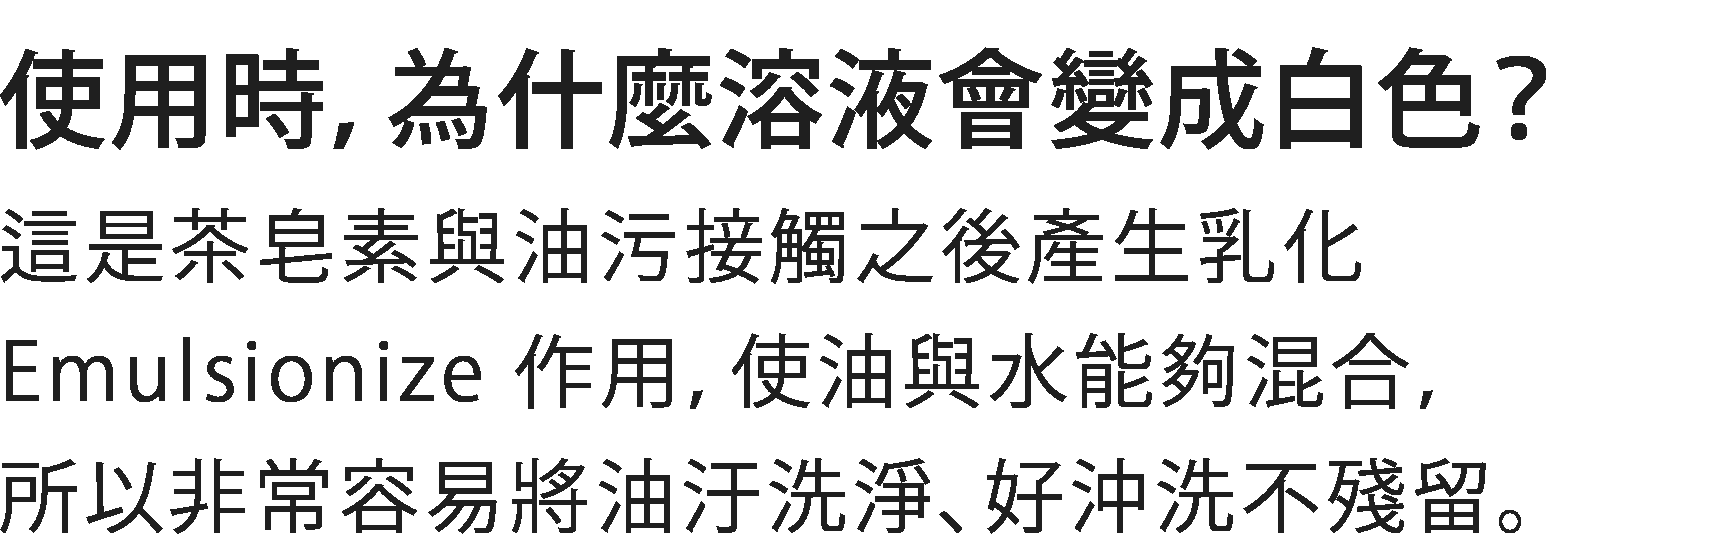 使用時，為什麼溶液會變成白色？
這是茶皂素與油污接觸之後產生乳化
Emulsionize 作用，使油與水能夠混合，
所以非常容易將油汙洗淨、好沖洗不殘留。